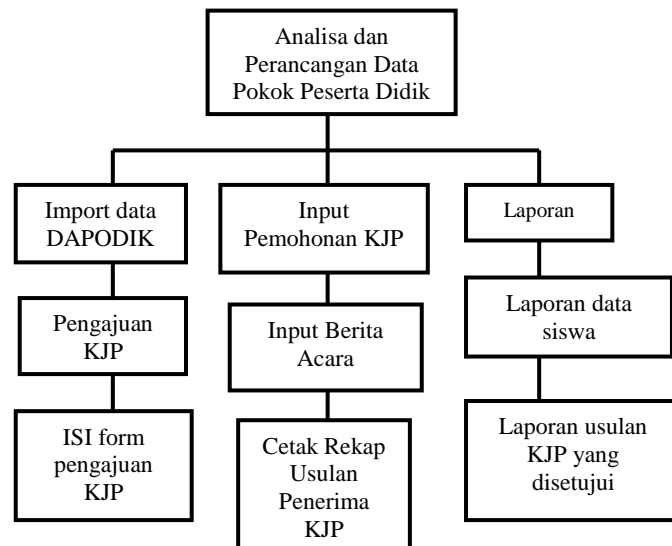 Analisa dan
Perancangan Data
Pokok Peserta Didik
Import data
DAPODIK
Input
Pemohonan KJP
Laporan
Pengajuan
KJP
Input Berita
Acara
Laporan data
siswa
ISI form
pengajuan
KJP
Cetak Rekap
Usulan
Penerima
KJP
Laporan usulan
KJP yang
disetujui